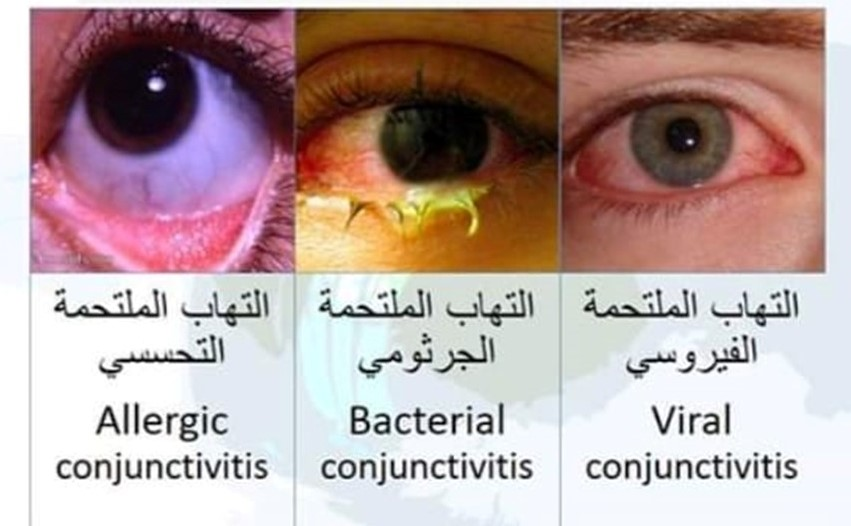 التهاب الملتحمة
التحسسي
Allergic
conjunctivitis
التهاب الملتحمة
الجرثومي
Bacterial
conjunctivitis
التهاب الملتحمة
الفيروسي
Viral
conjunctivitis